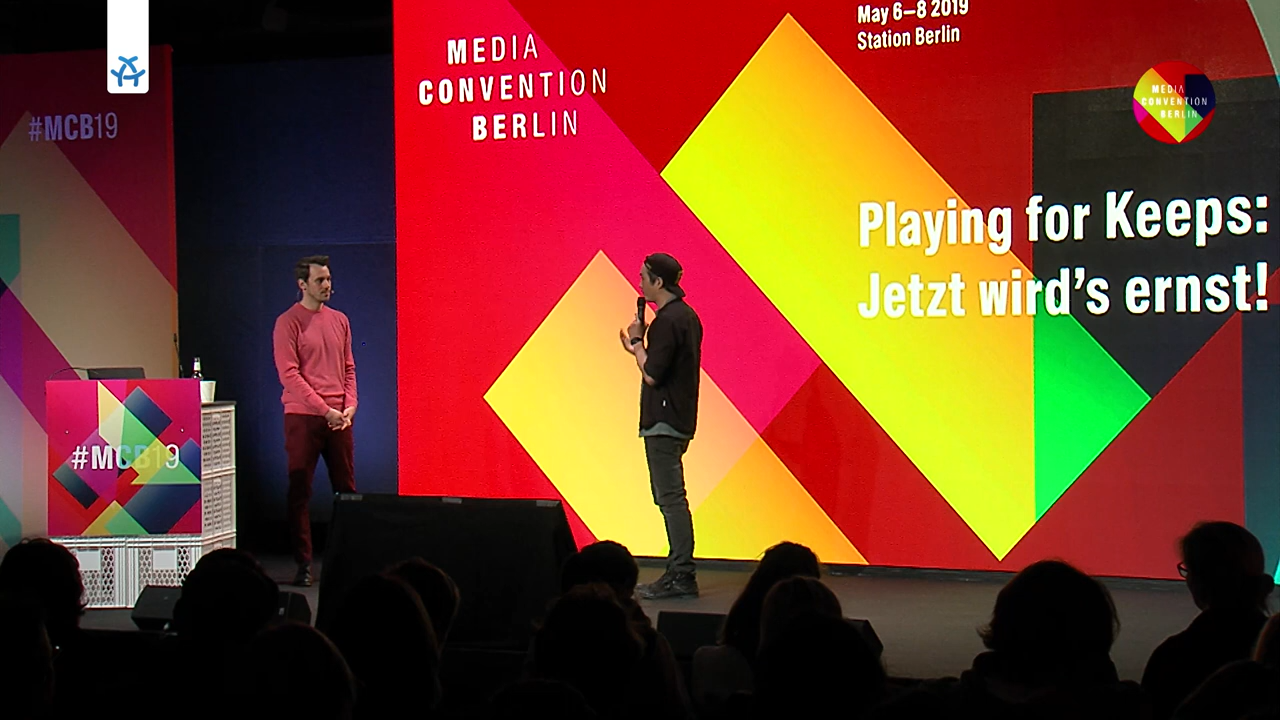 #MCB19
MEDIA
CONVENTION
BERLIN
May 6–8 2019
Station Berlin
MEDIA
CONVENTION
BERLIN
Playing for Keeps:
Jetzt wird's ernst!
#MCB19